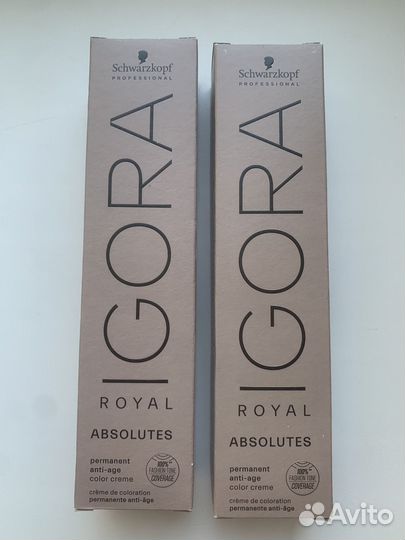 Schwarzkopf
PROFESSIONAL
IGORA
ROYAL
ABSOLUTES
permanent
anti-age
color creme
100%
FASHION TONE
COVERAGE
crème de coloration
permanente anti-âge
Schwarzkopf
PROFESSIONAL
IGORA
ROYAL
ABSOLUTES
permanent
anti-age
color creme
100%
FASHION TONE
COVERAGE
crème de coloration
permanente anti-âge
Avito